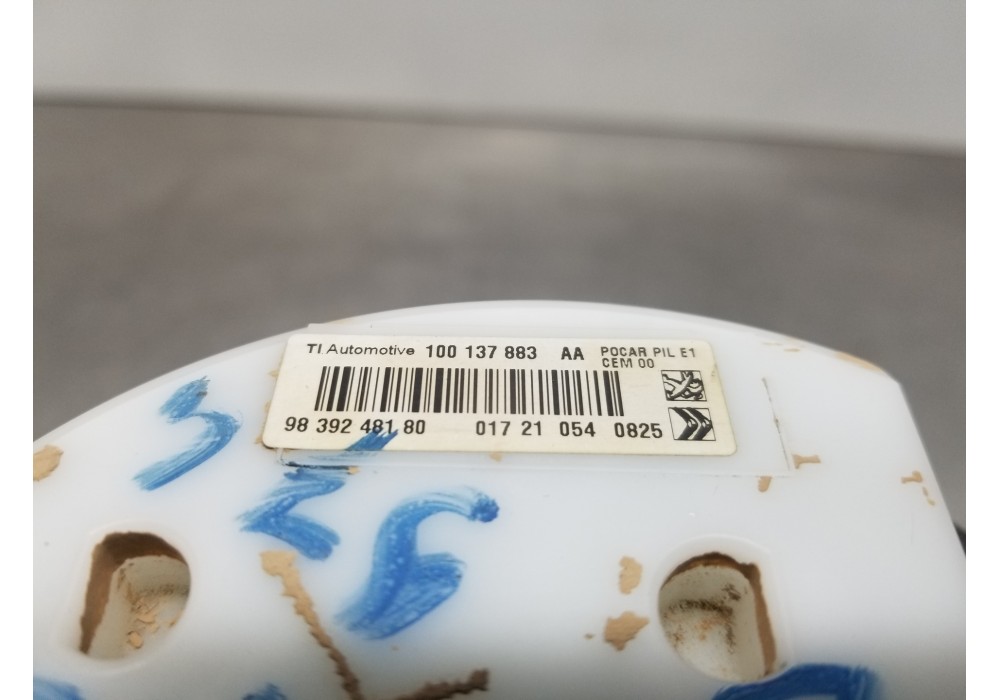 TI Automotive 100 137 883 AA POCAR PIL E1
CEM 00
98 392 481 80 017 21 054 0825